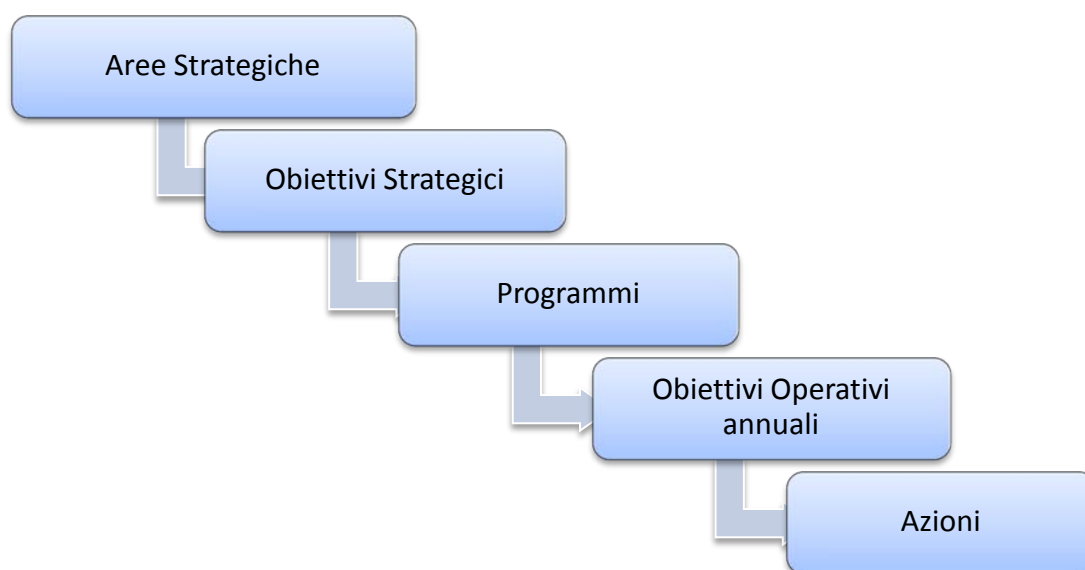 Aree Strategiche
Obiettivi Strategici
Programmi
Obiettivi Operativi
annuali
Azioni